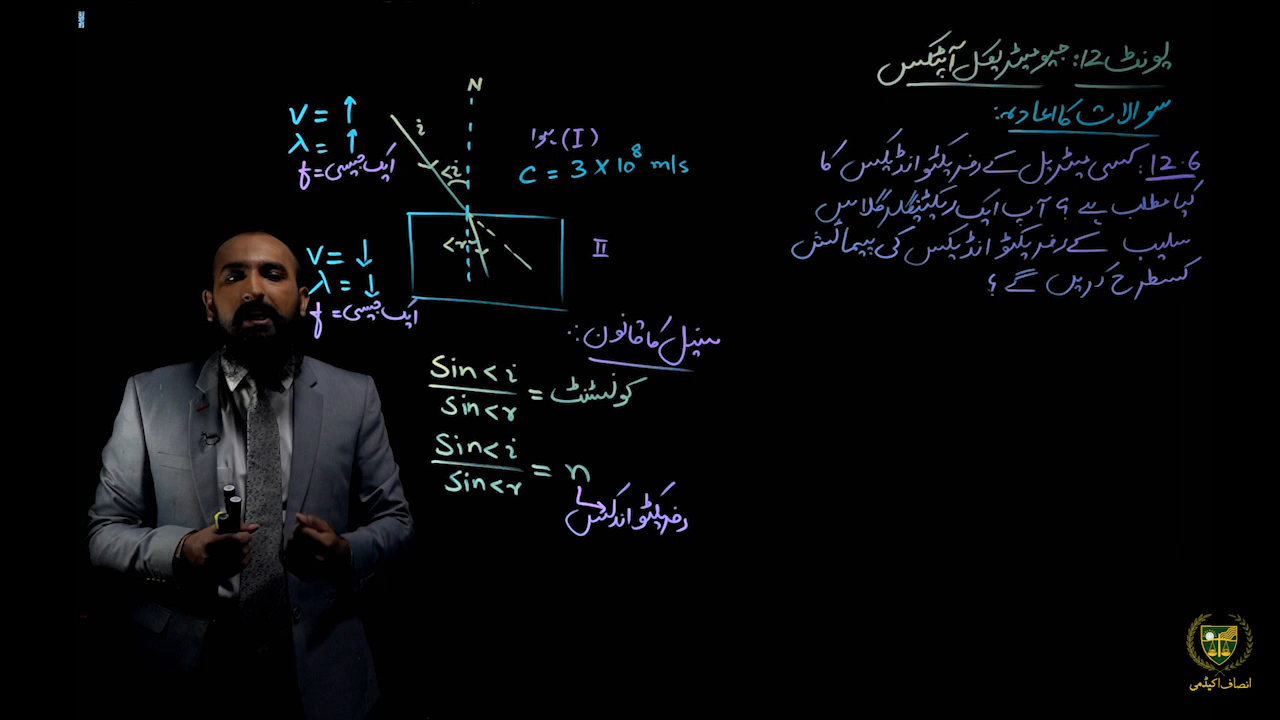 یونٹ 12: جیومیٹریکل آپٹکس
سوالات کا اعادہ:
12.6: کسی میٹریل کے رفریکٹو انڈیکس کا
کیا مطلب ہے؟ آپ ایک ریکٹینگلر گلاس
سلیب کے رفریکٹو انڈیکس کی پیمائش
کسطرح کریں گے؟
N
i
<i
<r
V = ↑
λ = ↑
f = ایک جیسی
(I) ہوا
C = 3 × 10⁸ m/s
II
V = ↓
λ = ↓
f = ایک جیسی
سنیل کا قانون:
Sin<i / Sin<r = کونسٹنٹ
Sin<i / Sin<r = n
رفریکٹو انڈکس
انصاف اکیڈمی